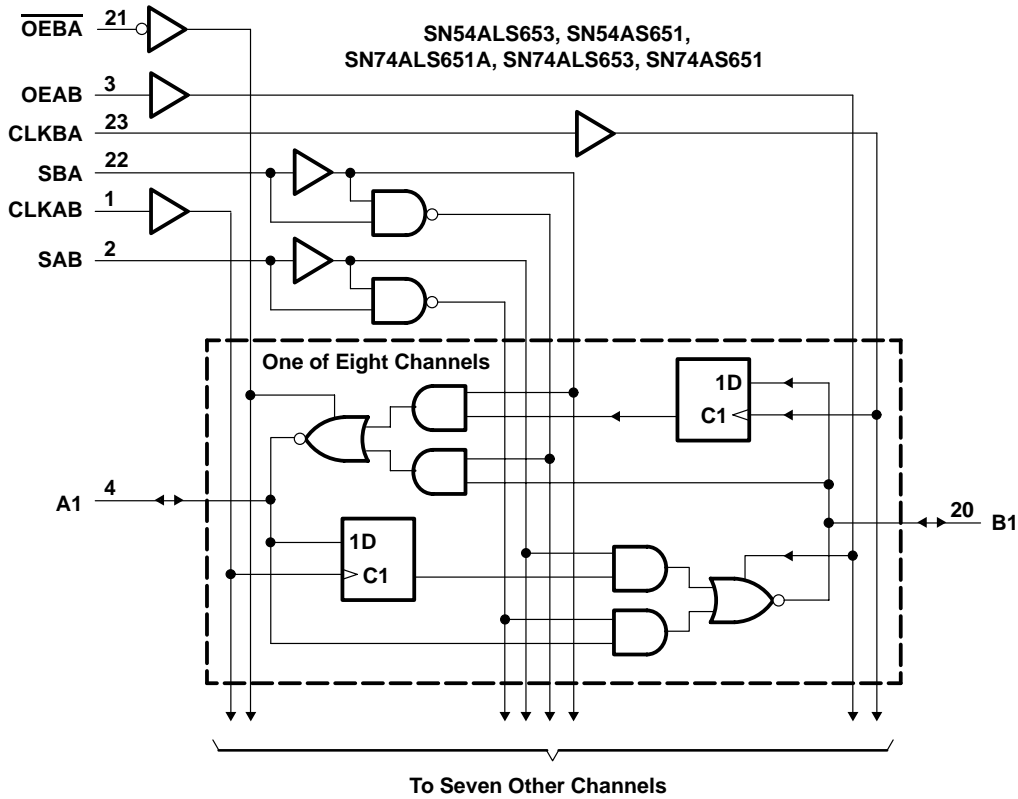 OEBA 21
SN54ALS653, SN54AS651,
SN74ALS651A, SN74ALS653, SN74AS651
OEAB 3
CLKBA 23
SBA 22
CLKAB 1
SAB 2
One of Eight Channels
1D
C1
A1 4
20 B1
1D
C1
To Seven Other Channels